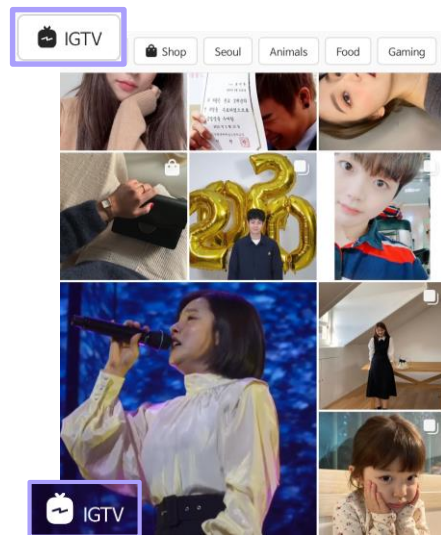 IGTV
Shop
Seoul
Animals
Food
Gaming
2020
IGTV